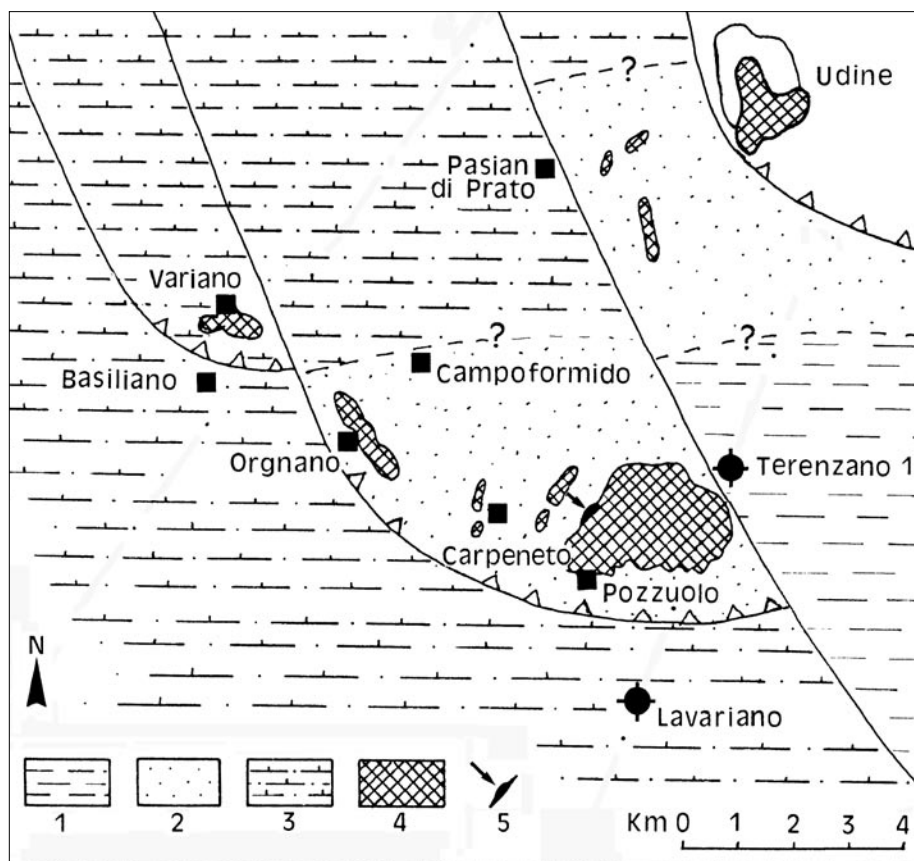 ?
Udine
Pasian
di Prato
Variano
?
?
Basiliano
Campoformido
Orgnano
Terenzano 1
Carpeneto
Pozzuolo
N
Lavariano
1 2 3 4 5 Km 0 1 2 3 4